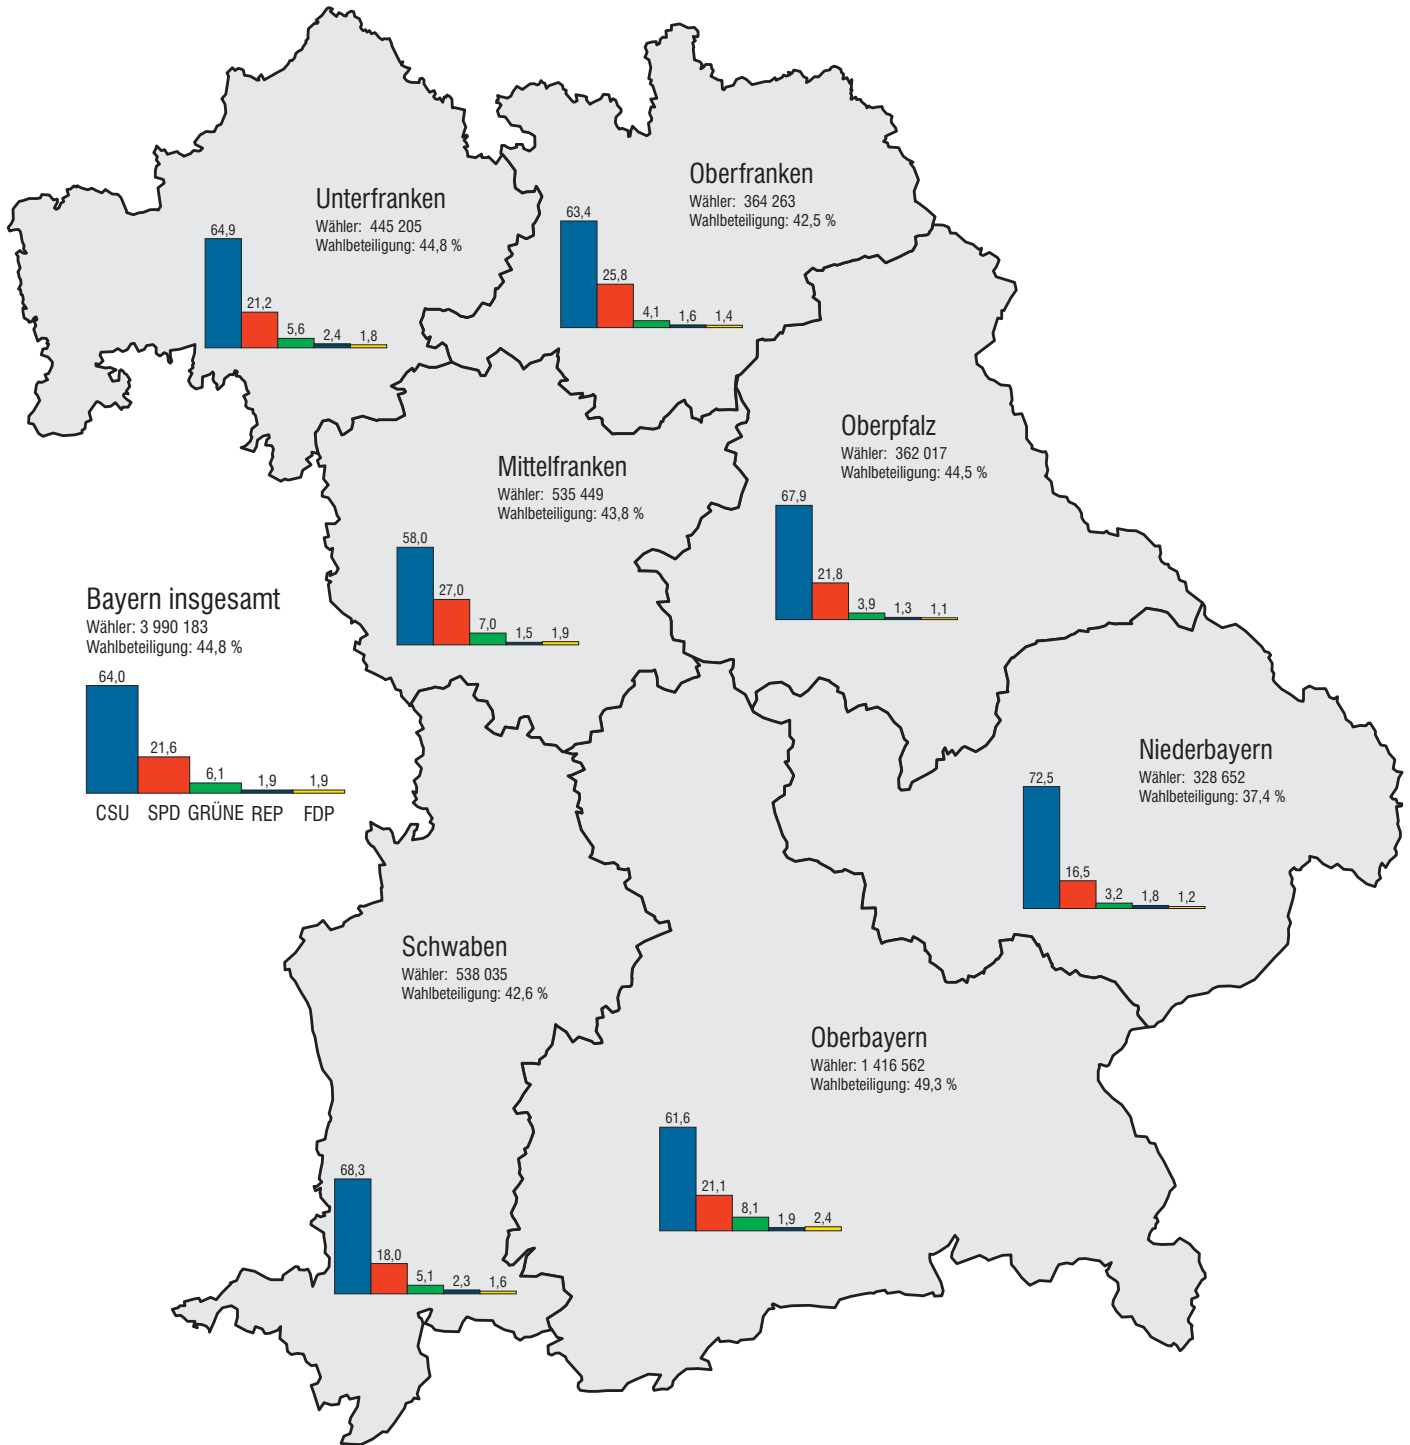 Unterfranken
Wähler: 445 205
Wahlbeteiligung: 44,8 %
64,9
21,2
5,6
2,4
1,8
Oberfranken
Wähler: 364 263
Wahlbeteiligung: 42,5 %
63,4
25,8
4,1
1,6
1,4
Oberpfalz
Wähler: 362 017
Wahlbeteiligung: 44,5 %
67,9
21,8
3,9
1,3
1,1
Mittelfranken
Wähler: 535 449
Wahlbeteiligung: 43,8 %
58,0
27,0
7,0
1,5
1,9
Bayern insgesamt
Wähler: 3 990 183
Wahlbeteiligung: 44,8 %
64,0
21,6
6,1
1,9
1,9
CSU SPD GRÜNE REP FDP
Niederbayern
Wähler: 328 652
Wahlbeteiligung: 37,4 %
72,5
16,5
3,2
1,8
1,2
Schwaben
Wähler: 538 035
Wahlbeteiligung: 42,6 %
68,3
18,0
5,1
2,3
1,6
Oberbayern
Wähler: 1 416 562
Wahlbeteiligung: 49,3 %
61,6
21,1
8,1
1,9
2,4